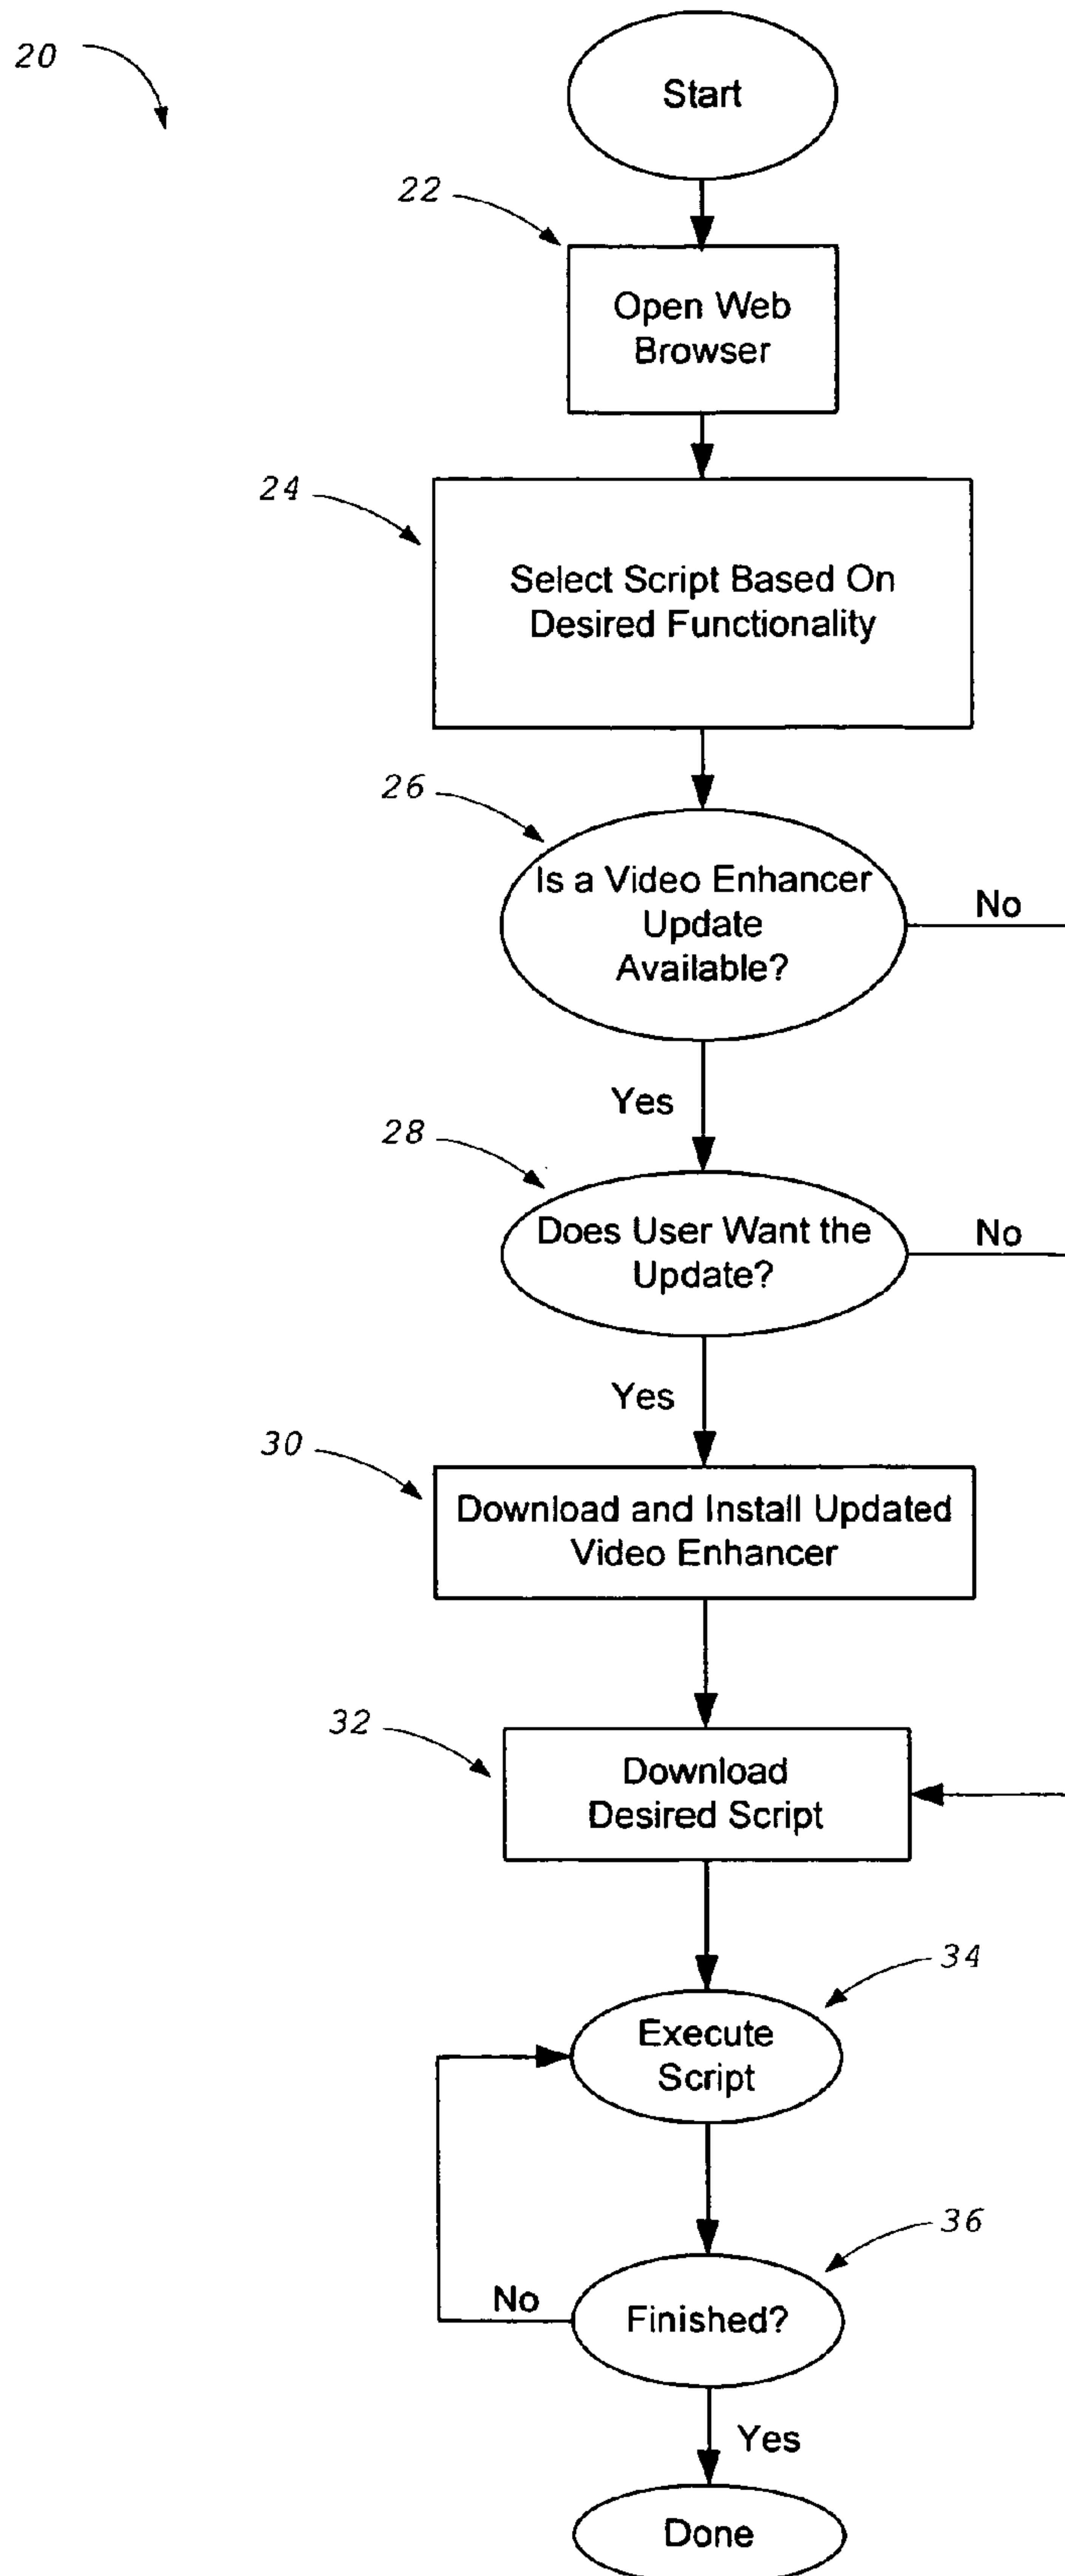 20
Start
22
Open Web
Browser
24
Select Script Based On
Desired Functionality
26
Is a Video Enhancer
Update
Available?
No
Yes
28
Does User Want the
Update?
No
Yes
30
Download and Install Updated
Video Enhancer
32
Download
Desired Script
34
Execute
Script
36
No
Finished?
Yes
Done